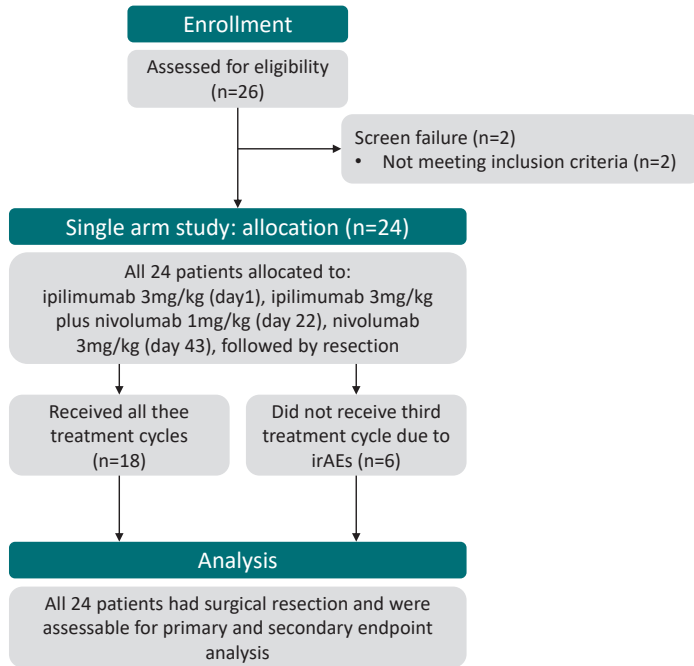 Enrollment
Assessed for eligibility
(n=26)
Screen failure (n=2)
• Not meeting inclusion criteria (n=2)
Single arm study: allocation (n=24)
All 24 patients allocated to:
ipilimumab 3mg/kg (day1), ipilimumab 3mg/kg
plus nivolumab 1mg/kg (day 22), nivolumab
3mg/kg (day 43), followed by resection
Received all thee
treatment cycles
(n=18)
Did not receive third
treatment cycle due to
irAEs (n=6)
Analysis
All 24 patients had surgical resection and were
assessable for primary and secondary endpoint
analysis